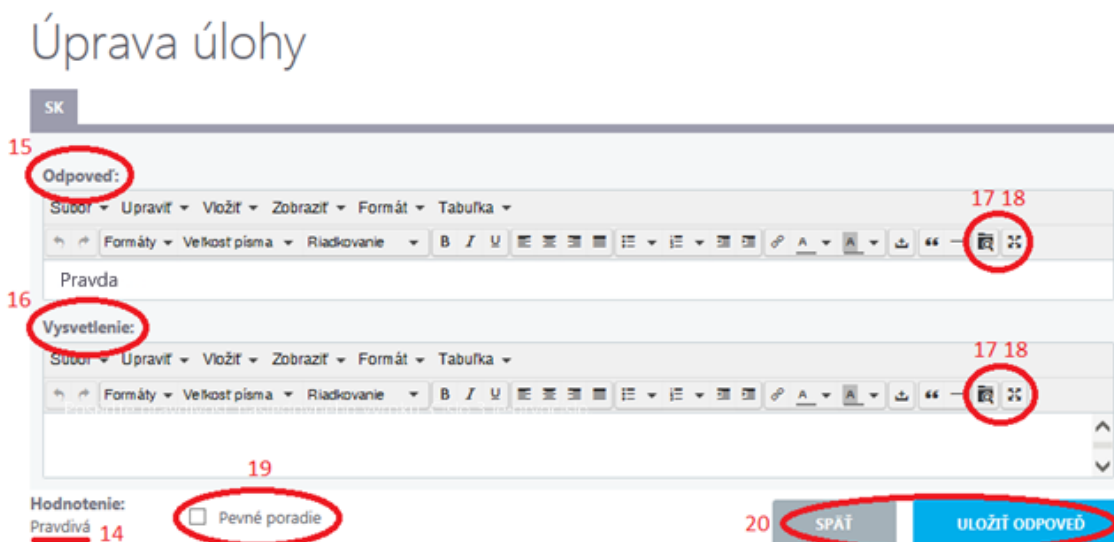 Úprava úlohy
SK
15
Odpoveď:
17 18
Súbor Upraviť Vložiť Zobraziť Formát Tabuľka
Formáty Veľkosť písma Riadkovanie B I U A A
Pravda
16
Vysvetlenie:
17 18
Súbor Upraviť Vložiť Zobraziť Formát Tabuľka
Formáty Veľkosť písma Riadkovanie B I U A A
19
Hodnotenie:
Pravdivá 14
Pevné poradie
20 SPÄŤ ULOŽIŤ ODPOVEĎ